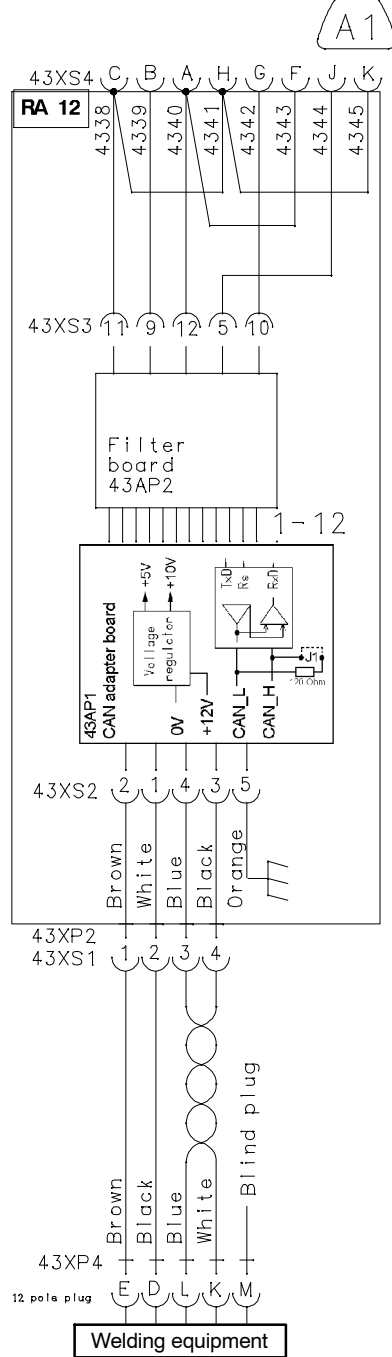 A1
43XS4 C B A H G F J K
RA 12
4338 4339 4340 4341 4342 4343 4344 4345
43XS3 11 9 12 5 10
Filter
board
43AP2
1-12
+5V +10V
TxD Rs RxD
Voltage
regulator
J1
120 Ohm
0V +12V CAN_L CAN_H
43AP1
CAN adapter board
43XS2 2 1 4 3 5
Brown White Blue Black Orange
43XP2
43XS1 1 2 3 4
Brown Black Blue White Blind plug
43XP4
12 pole plug E D L K M
Welding equipment